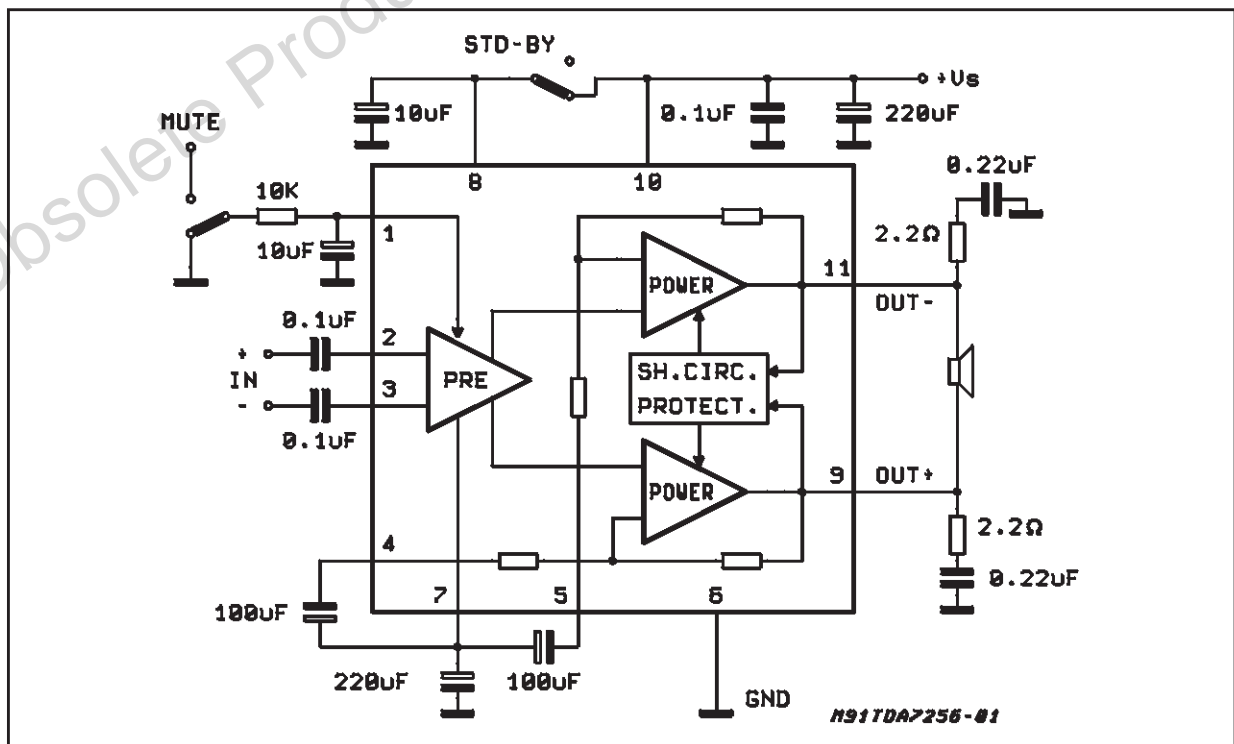 Obsolete Produc
STD-BY
+Us
10uF
0.1uF
220uF
MUTE
0.22uF
8
10
10K
2.2Ω
1
10uF
11
POWER
OUT-
0.1uF
2
+
IN
-
PRE
SH.CIRC.
PROTECT.
3
0.1uF
9
OUT+
POWER
2.2Ω
4
0.22uF
7
5
6
100uF
220uF
100uF
GND
M91TDA7256-01